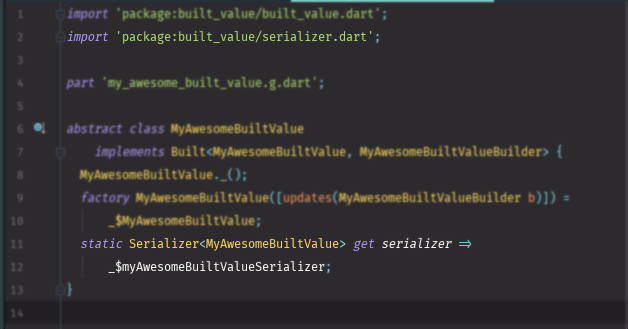 1 import 'package:built_value/built_value.dart';
2 import 'package:built_value/serializer.dart';
3
4 part 'my_awesome_built_value.g.dart';
5
6 abstract class MyAwesomeBuiltValue
7 implements Built<MyAwesomeBuiltValue, MyAwesomeBuiltValueBuilder> {
8 MyAwesomeBuiltValue._();
9 factory MyAwesomeBuiltValue([updates(MyAwesomeBuiltValueBuilder b)]) =
10 _$MyAwesomeBuiltValue;
11 static Serializer<MyAwesomeBuiltValue> get serializer =>
12 _$myAwesomeBuiltValueSerializer;
13 }
14